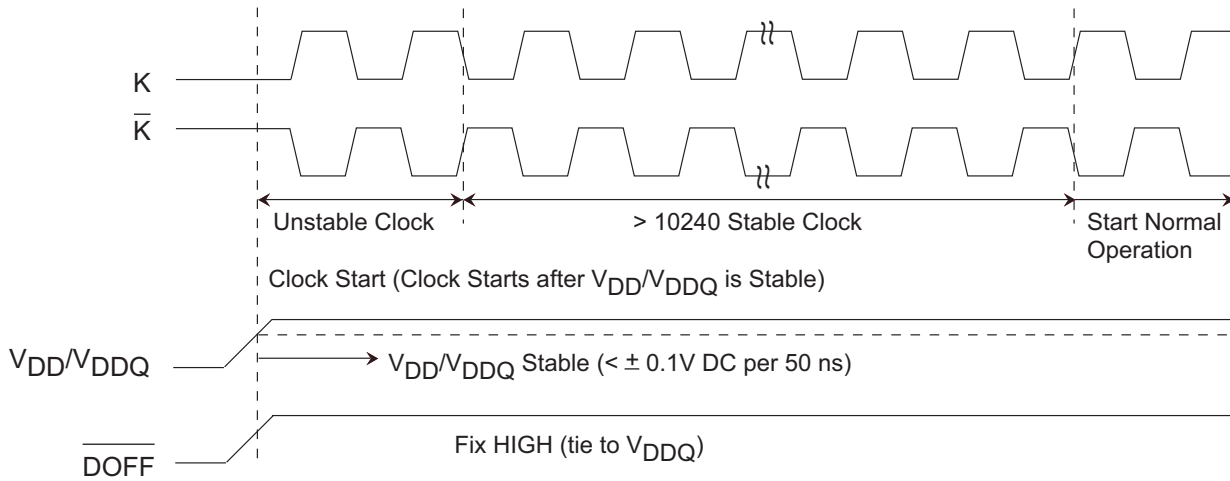 K
K̅
Unstable Clock
> 10240 Stable Clock
Start Normal
Operation
Clock Start (Clock Starts after VDD/VDDQ is Stable)
VDD/VDDQ
VDD/VDDQ Stable (< ± 0.1V DC per 50 ns)
Fix HIGH (tie to VDDQ)
D̅O̅F̅F̅